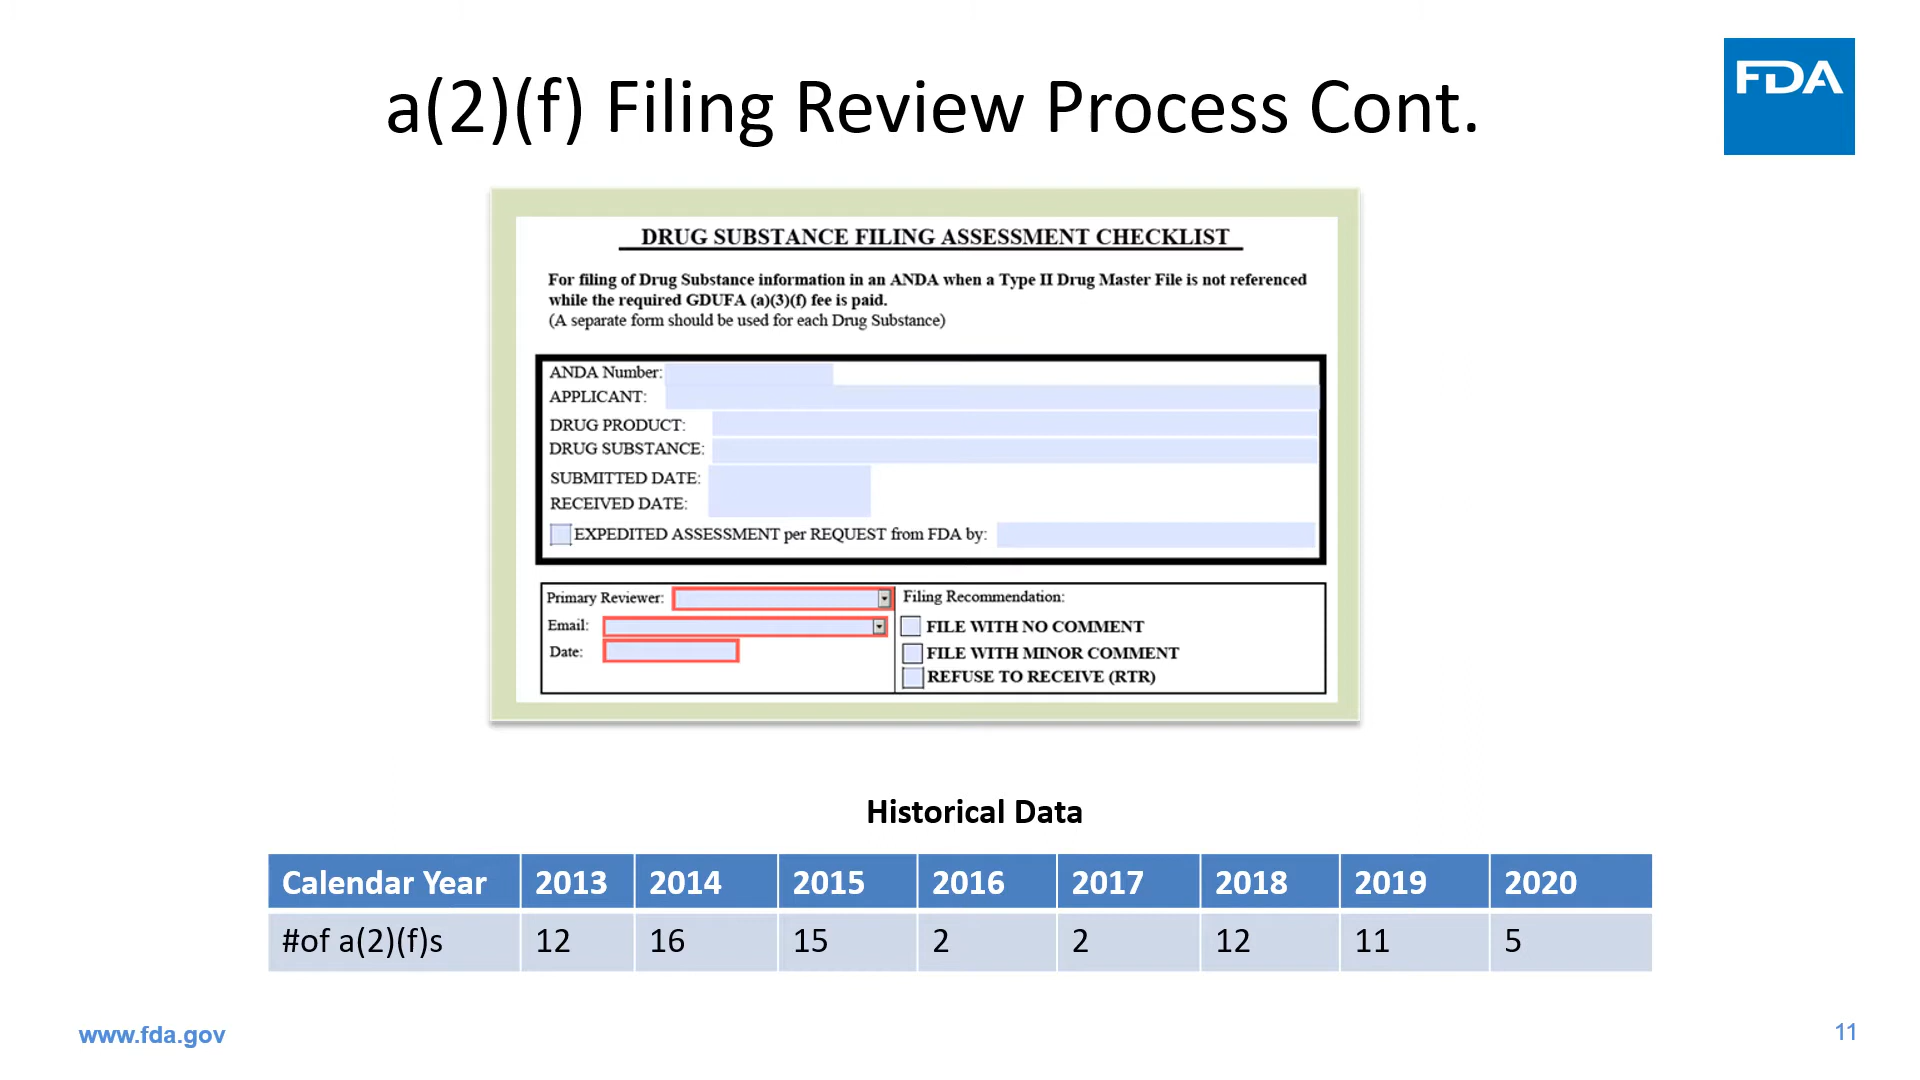 a(2)(f) Filing Review Process Cont.
FDA
DRUG SUBSTANCE FILING ASSESSMENT CHECKLIST
For filing of Drug Substance information in an ANDA when a Type II Drug Master File is not referenced
while the required GDUFA (a)(3)(f) fee is paid.
(A separate form should be used for each Drug Substance)
ANDA Number:
APPLICANT:
DRUG PRODUCT:
DRUG SUBSTANCE:
SUBMITTED DATE:
RECEIVED DATE:
EXPEDITED ASSESSMENT per REQUEST from FDA by:
Primary Reviewer:
Email:
Date:
Filing Recommendation:
FILE WITH NO COMMENT
FILE WITH MINOR COMMENT
REFUSE TO RECEIVE (RTR)
Historical Data
Calendar Year 2013 2014 2015 2016 2017 2018 2019 2020
#of a(2)(f)s 12 16 15 2 2 12 11 5
www.fda.gov
11